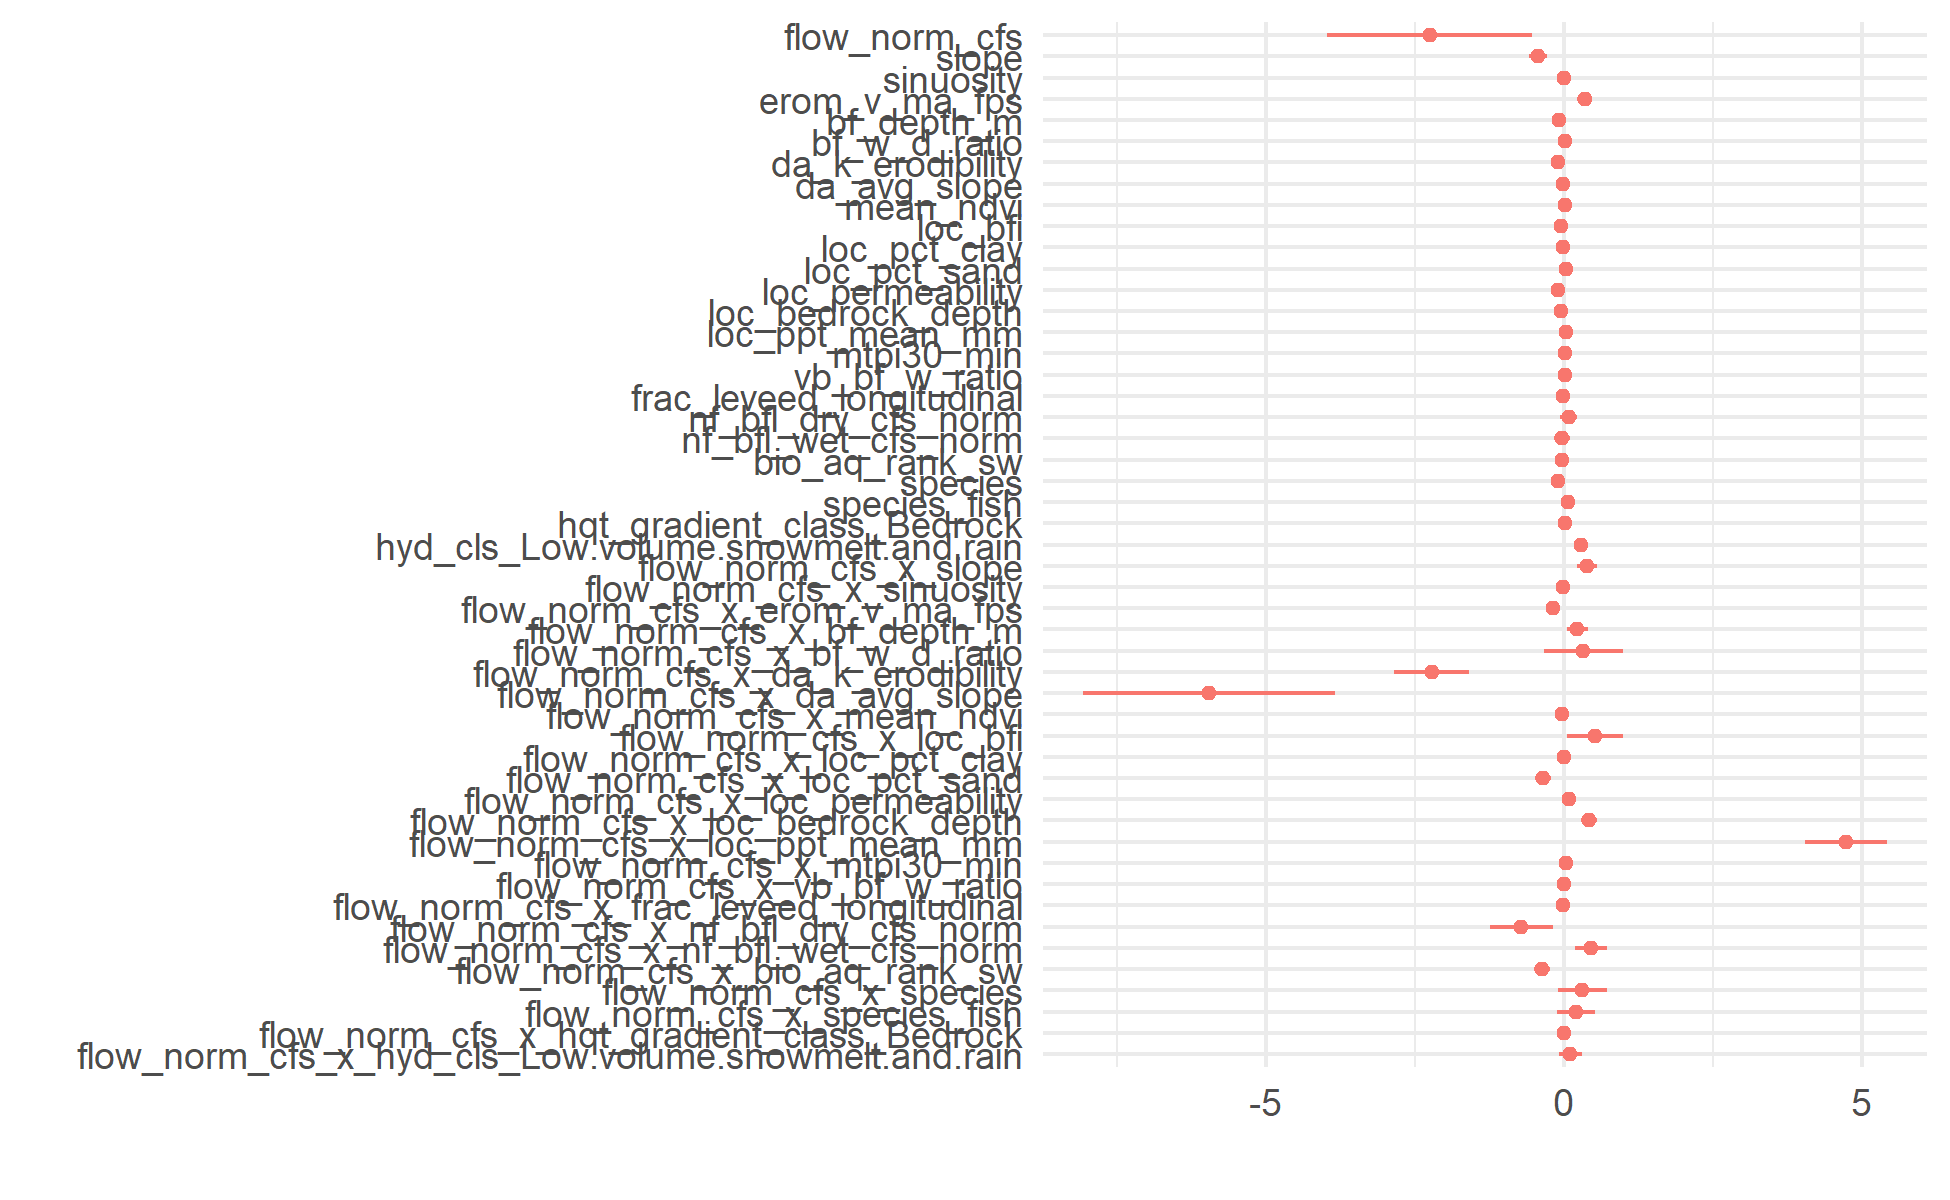 flow_norm_cfs
slope
sinuosity
erom_v_ma_fps
bf_depth_m
bf_w_d_ratio
da_k_erodibility
da_avg_slope
mean_ndvi
loc_bfi
loc_pct_clay
loc_pct_sand
loc_permeability
loc_bedrock_depth
loc_ppt_mean_mm
mtpi30_min
vb_bf_w_ratio
frac_leveed_longitudinal
nf_bfl_dry_cfs_norm
nf_bfl_wet_cfs_norm
bio_aq_rank_sw
species
species_fish
hqt_gradient_class_Bedrock
hyd_cls_Low.volume.snowmelt.and.rain
flow_norm_cfs_x_slope
flow_norm_cfs_x_sinuosity
flow_norm_cfs_x_erom_v_ma_fps
flow_norm_cfs_x_bf_depth_m
flow_norm_cfs_x_bf_w_d_ratio
flow_norm_cfs_x_da_k_erodibility
flow_norm_cfs_x_da_avg_slope
flow_norm_cfs_x_mean_ndvi
flow_norm_cfs_x_loc_bfi
flow_norm_cfs_x_loc_pct_clay
flow_norm_cfs_x_loc_pct_sand
flow_norm_cfs_x_loc_permeability
flow_norm_cfs_x_loc_bedrock_depth
flow_norm_cfs_x_loc_ppt_mean_mm
flow_norm_cfs_x_mtpi30_min
flow_norm_cfs_x_vb_bf_w_ratio
flow_norm_cfs_x_frac_leveed_longitudinal
flow_norm_cfs_x_nf_bfl_dry_cfs_norm
flow_norm_cfs_x_nf_bfl_wet_cfs_norm
flow_norm_cfs_x_bio_aq_rank_sw
flow_norm_cfs_x_species
flow_norm_cfs_x_species_fish
flow_norm_cfs_x_hqt_gradient_class_Bedrock
flow_norm_cfs_x_hyd_cls_Low.volume.snowmelt.and.rain
-5 0 5